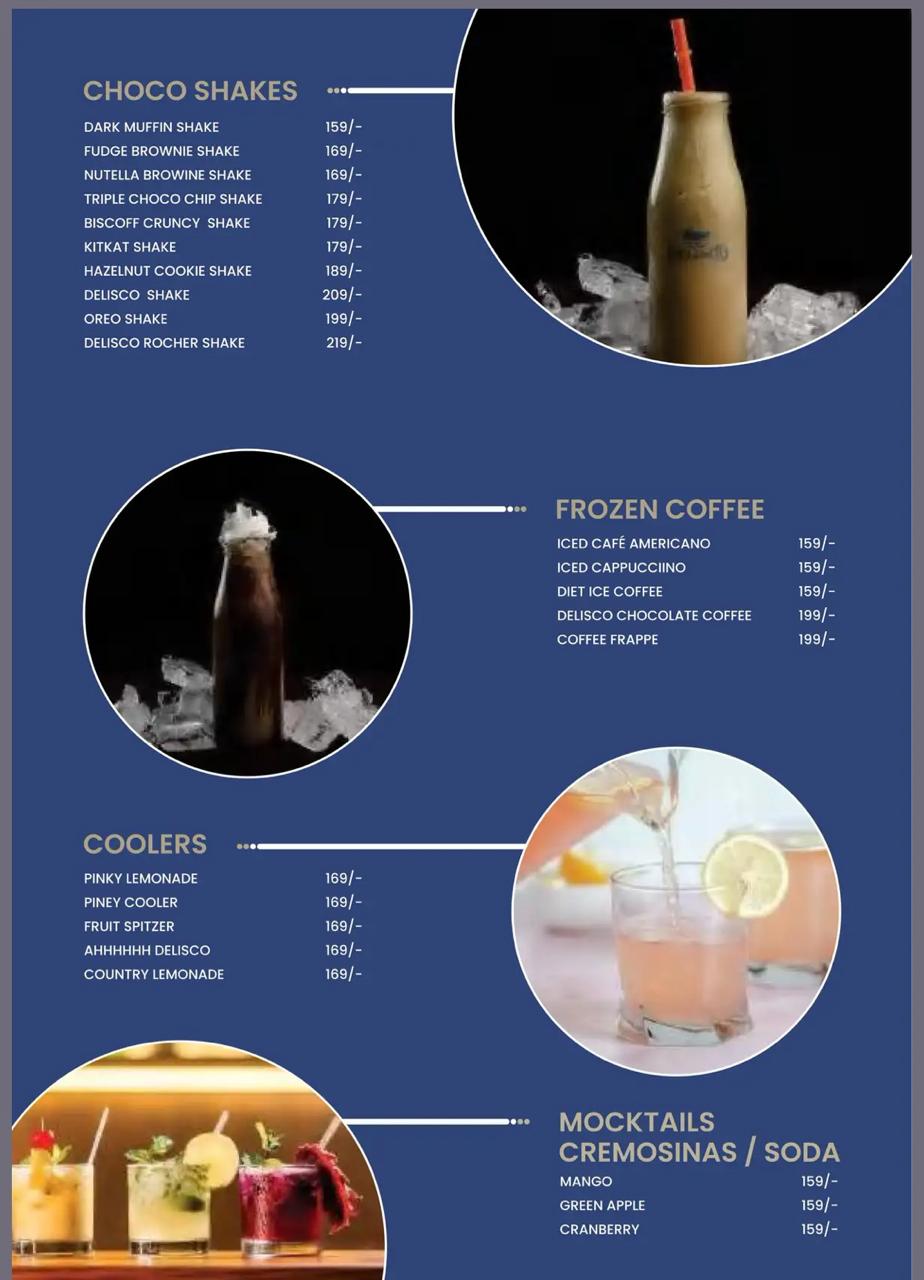 CHOCO SHAKES
DARK MUFFIN SHAKE 159/-
FUDGE BROWNIE SHAKE 169/-
NUTELLA BROWINE SHAKE 169/-
TRIPLE CHOCO CHIP SHAKE 179/-
BISCOFF CRUNCY SHAKE 179/-
KITKAT SHAKE 179/-
HAZELNUT COOKIE SHAKE 189/-
DELISCO SHAKE 209/-
OREO SHAKE 199/-
DELISCO ROCHER SHAKE 219/-
FROZEN COFFEE
ICED CAFÉ AMERICANO 159/-
ICED CAPPUCCIINO 159/-
DIET ICE COFFEE 159/-
DELISCO CHOCOLATE COFFEE 199/-
COFFEE FRAPPE 199/-
COOLERS
PINKY LEMONADE 169/-
PINEY COOLER 169/-
FRUIT SPITZER 169/-
AHHHHHH DELISCO 169/-
COUNTRY LEMONADE 169/-
MOCKTAILS
CREMOSINAS / SODA
MANGO 159/-
GREEN APPLE 159/-
CRANBERRY 159/-